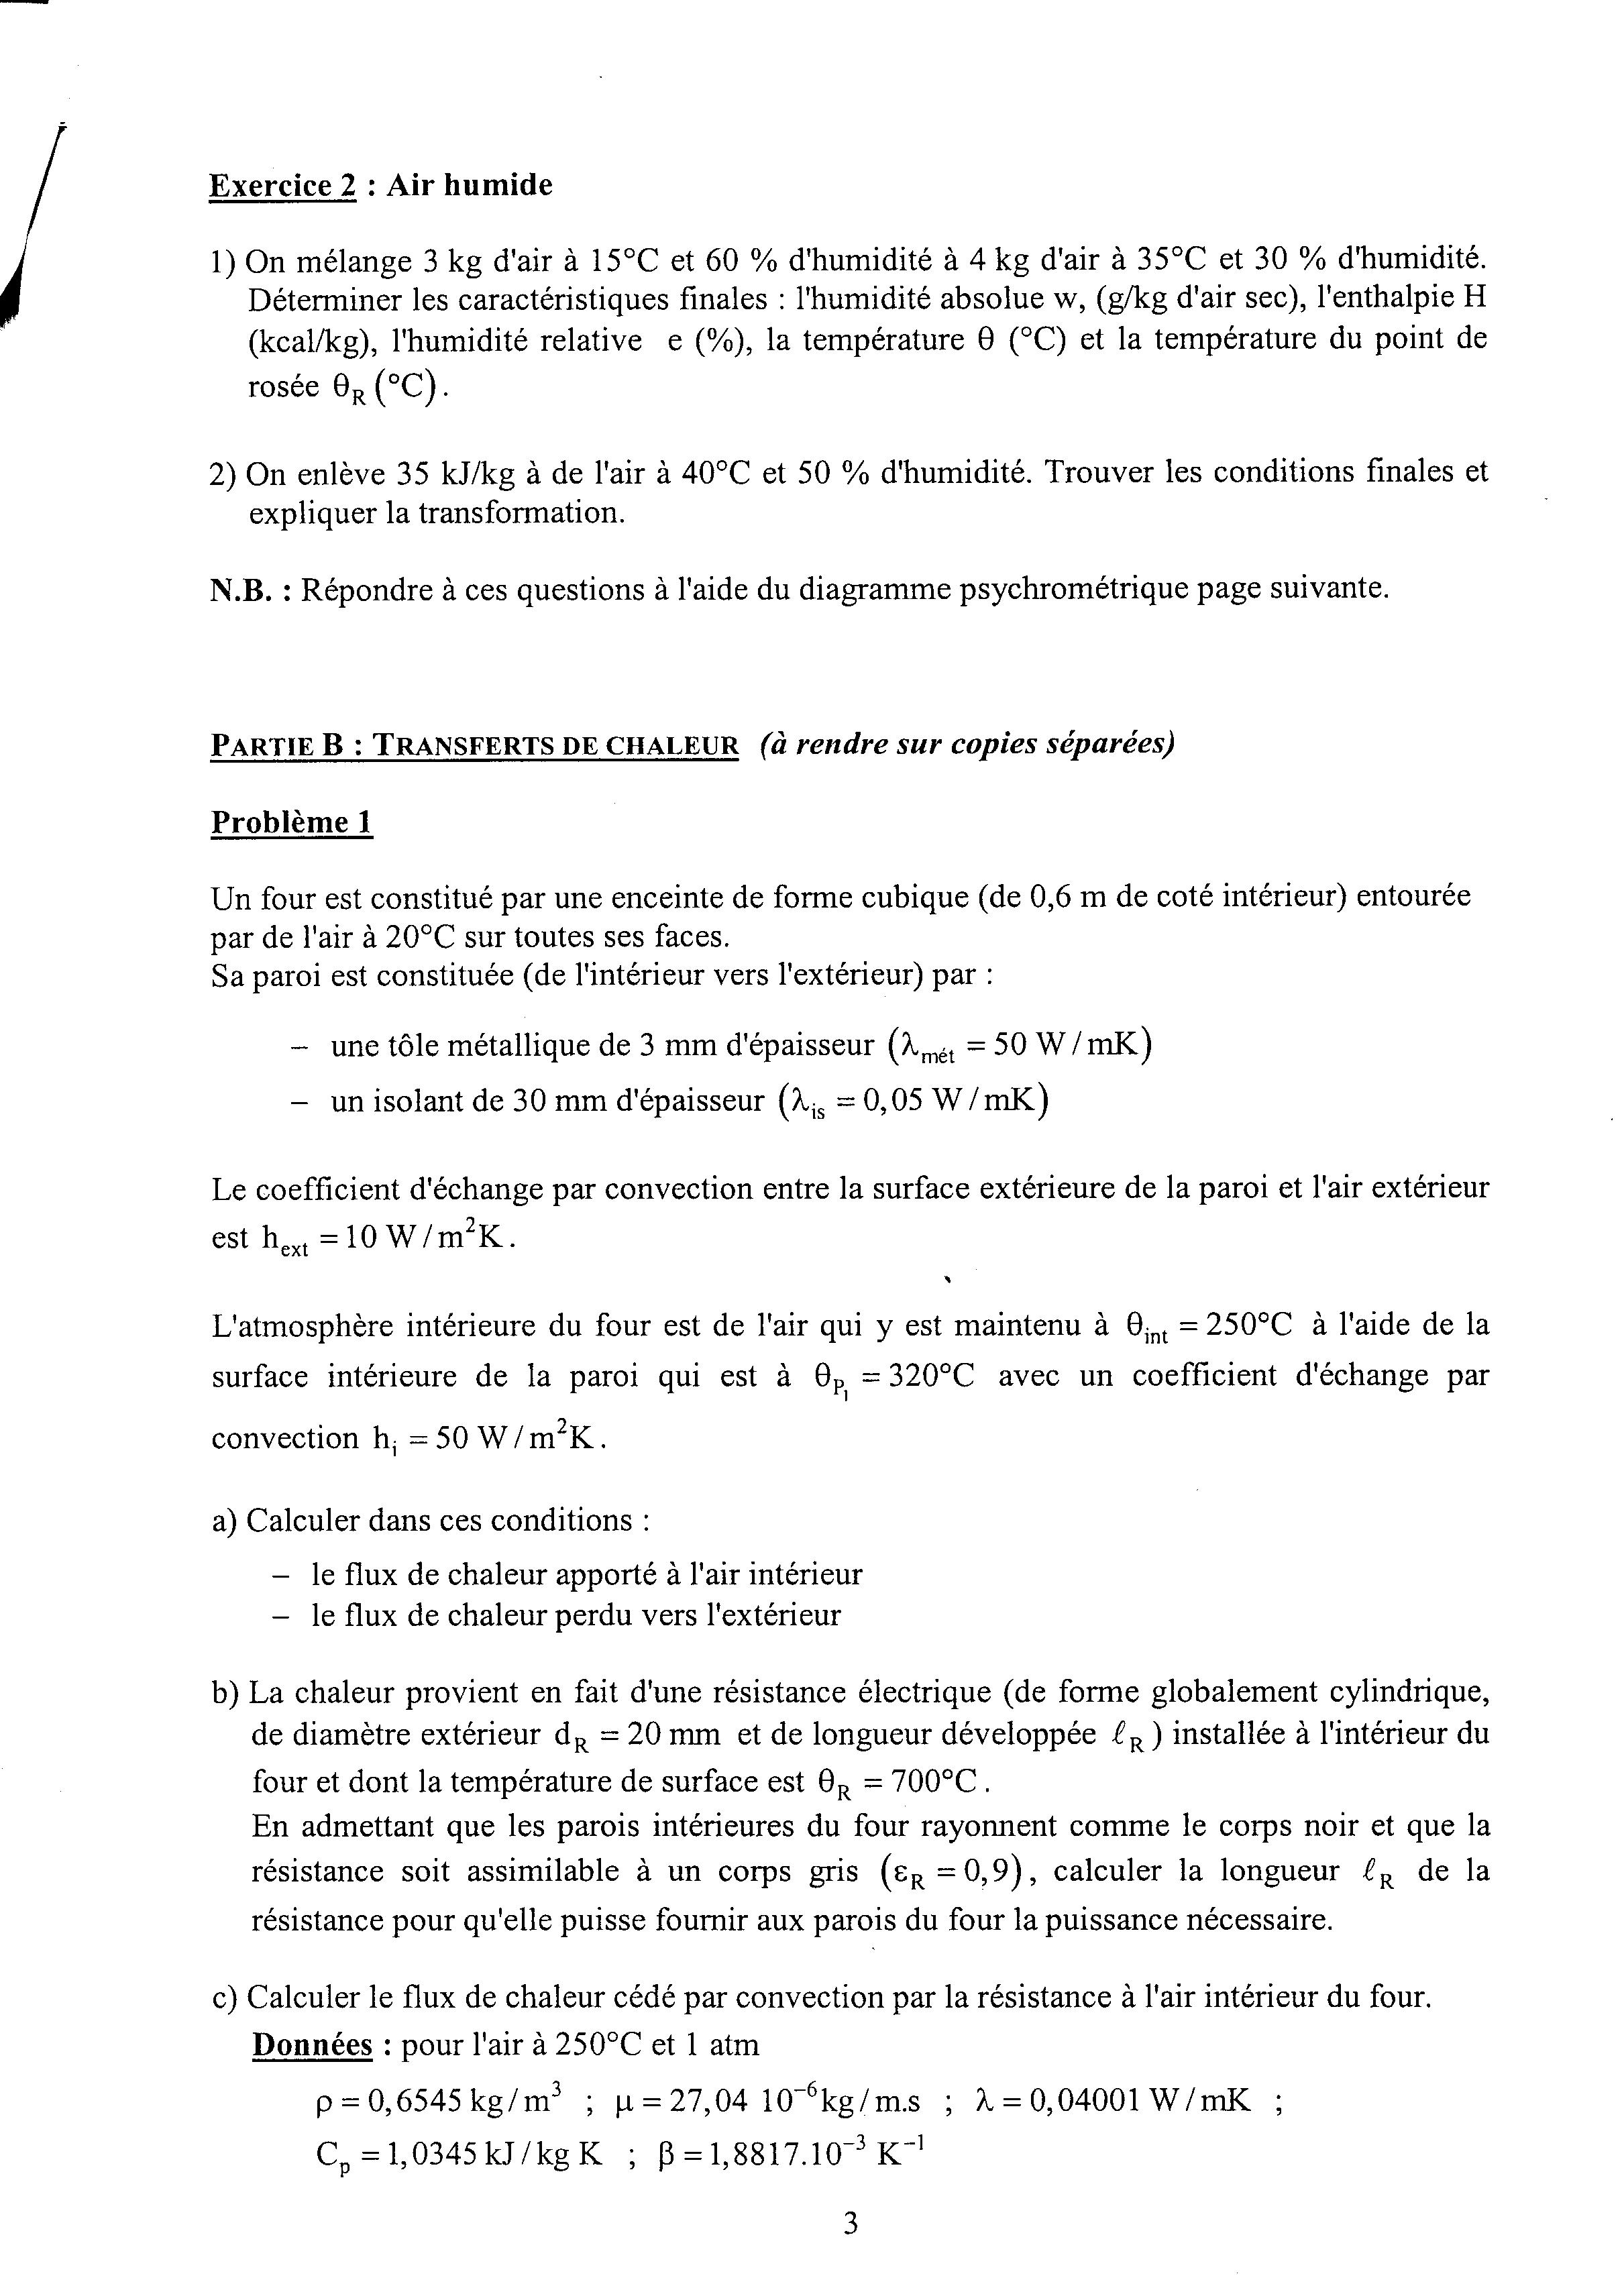 Exercice 2 : Air humide
1) On mélange 3 kg d'air à 15°C et 60 % d'humidité à 4 kg d'air à 35°C et 30 % d'humidité.
Déterminer les caractéristiques finales : l'humidité absolue w, (g/kg d'air sec), l'enthalpie H
(kcal/kg), l'humidité relative e (%), la température θ (°C) et la température du point de
rosée θ_R (°C).
2) On enlève 35 kJ/kg à de l'air à 40°C et 50 % d'humidité. Trouver les conditions finales et
expliquer la transformation.
N.B. : Répondre à ces questions à l'aide du diagramme psychrométrique page suivante.
PARTIE B : TRANSFERTS DE CHALEUR (à rendre sur copies séparées)
Problème 1
Un four est constitué par une enceinte de forme cubique (de 0,6 m de coté intérieur) entourée
par de l'air à 20°C sur toutes ses faces.
Sa paroi est constituée (de l'intérieur vers l'extérieur) par :
– une tôle métallique de 3 mm d'épaisseur (λ_mét = 50 W / mK)
– un isolant de 30 mm d'épaisseur (λ_is = 0,05 W / mK)
Le coefficient d'échange par convection entre la surface extérieure de la paroi et l'air extérieur
est h_ext = 10 W / m²K.
L'atmosphère intérieure du four est de l'air qui y est maintenu à θ_int = 250°C à l'aide de la
surface intérieure de la paroi qui est à θ_Pi = 320°C avec un coefficient d'échange par
convection h_i = 50 W / m²K.
a) Calculer dans ces conditions :
– le flux de chaleur apporté à l'air intérieur
– le flux de chaleur perdu vers l'extérieur
b) La chaleur provient en fait d'une résistance électrique (de forme globalement cylindrique,
de diamètre extérieur d_R = 20 mm et de longueur développée ℓ_R) installée à l'intérieur du
four et dont la température de surface est θ_R = 700°C.
En admettant que les parois intérieures du four rayonnent comme le corps noir et que la
résistance soit assimilable à un corps gris (ε_R = 0,9), calculer la longueur ℓ_R de la
résistance pour qu'elle puisse fournir aux parois du four la puissance nécessaire.
c) Calculer le flux de chaleur cédé par convection par la résistance à l'air intérieur du four.
Données : pour l'air à 250°C et 1 atm
ρ = 0,6545 kg / m³ ; μ = 27,04 10⁻⁶ kg / m.s ; λ = 0,04001 W / mK ;
C_p = 1,0345 kJ / kg K ; β = 1,8817.10⁻³ K⁻¹
3